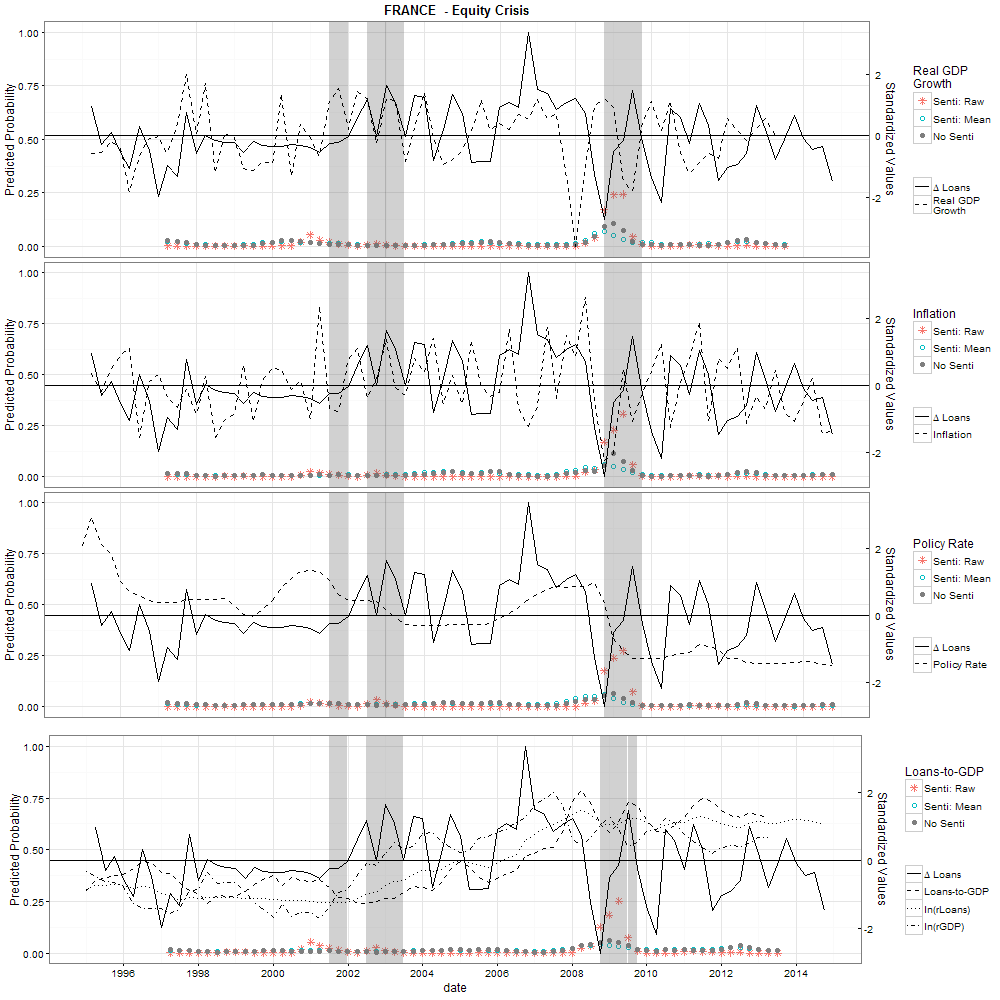 FRANCE - Equity Crisis
1.00
0.75
0.50
0.25
0.00
Predicted Probability
2
0
-2
Standardized Values
Real GDP
Growth
Senti: Raw
Senti: Mean
No Senti
Δ Loans
Real GDP
Growth
1.00
0.75
0.50
0.25
0.00
Predicted Probability
2
0
-2
Standardized Values
Inflation
Senti: Raw
Senti: Mean
No Senti
Δ Loans
Inflation
1.00
0.75
0.50
0.25
0.00
Predicted Probability
2
0
-2
Standardized Values
Policy Rate
Senti: Raw
Senti: Mean
No Senti
Δ Loans
Policy Rate
1.00
0.75
0.50
0.25
0.00
Predicted Probability
2
0
-2
Standardized Values
Loans-to-GDP
Senti: Raw
Senti: Mean
No Senti
Δ Loans
Loans-to-GDP
ln(rLoans)
ln(rGDP)
1996 1998 2000 2002 2004 2006 2008 2010 2012 2014
date